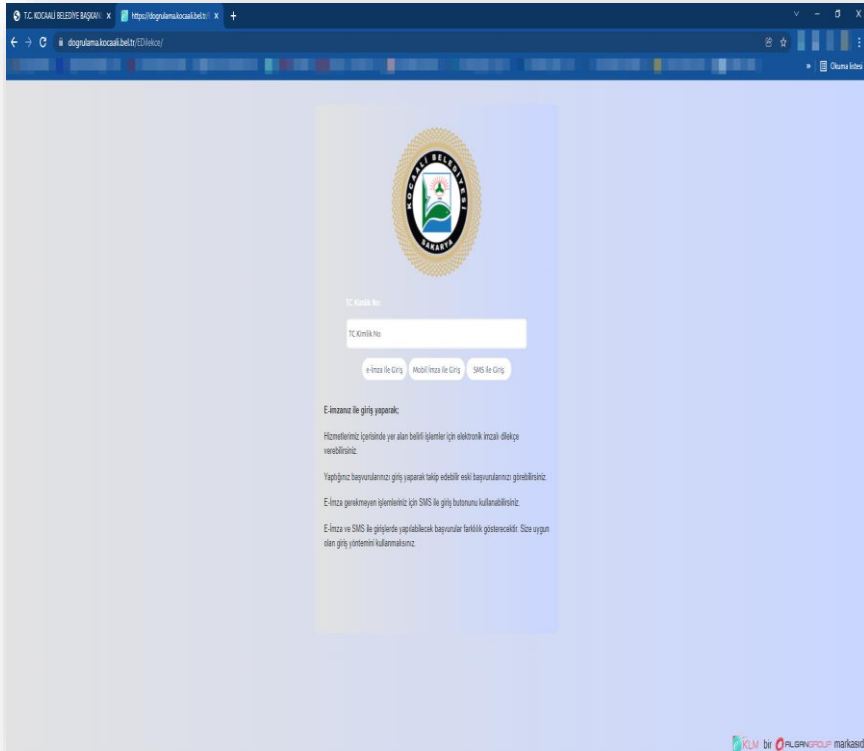 T.C. KOCAALİ BELEDİYE BAŞKAN
https://dogrulama.kocaali.bel.tr/
dogrulama.kocaali.bel.tr/EDilekce/
Okuma listesi
KOCAALİ BELEDİYESİ
SAKARYA
TC Kimlik No:
TC Kimlik No
e-İmza ile Giriş
Mobil İmza ile Giriş
SMS ile Giriş
E-imzanız ile giriş yaparak;
Hizmetlerimiz içerisinde yer alan belirli işlemler için elektronik imzalı dilekçe
verebilirsiniz.
Yaptığınız başvurularınızı giriş yaparak takip edebilir eski başvurularınızı görebilirsiniz.
E-İmza gerekmeyen işlemleriniz için SMS ile giriş butonunu kullanabilirsiniz.
E-İmza ve SMS ile girişlerde yapılabilecek başvurular farklılık gösterecektir. Size uygun
olan giriş yöntemini kullanmalısınız.
KLM bir ALGANGROUP markasıdır